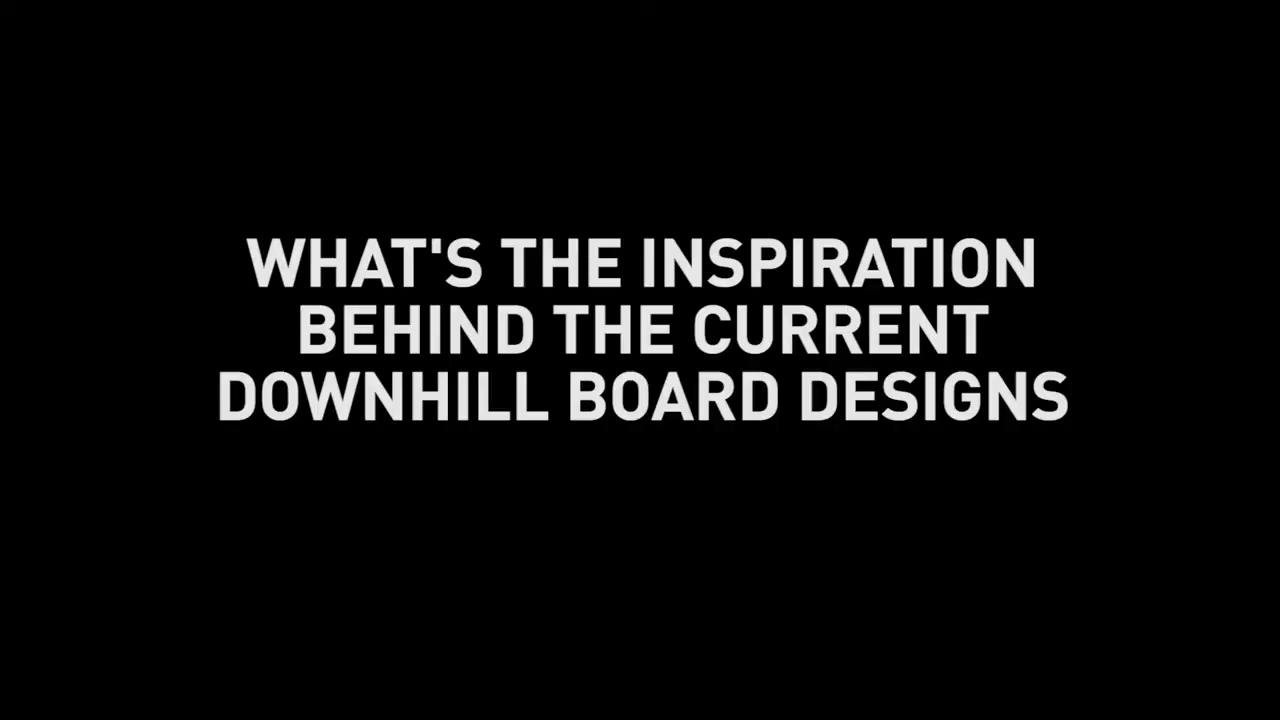 WHAT'S THE INSPIRATION
BEHIND THE CURRENT
DOWNHILL BOARD DESIGNS